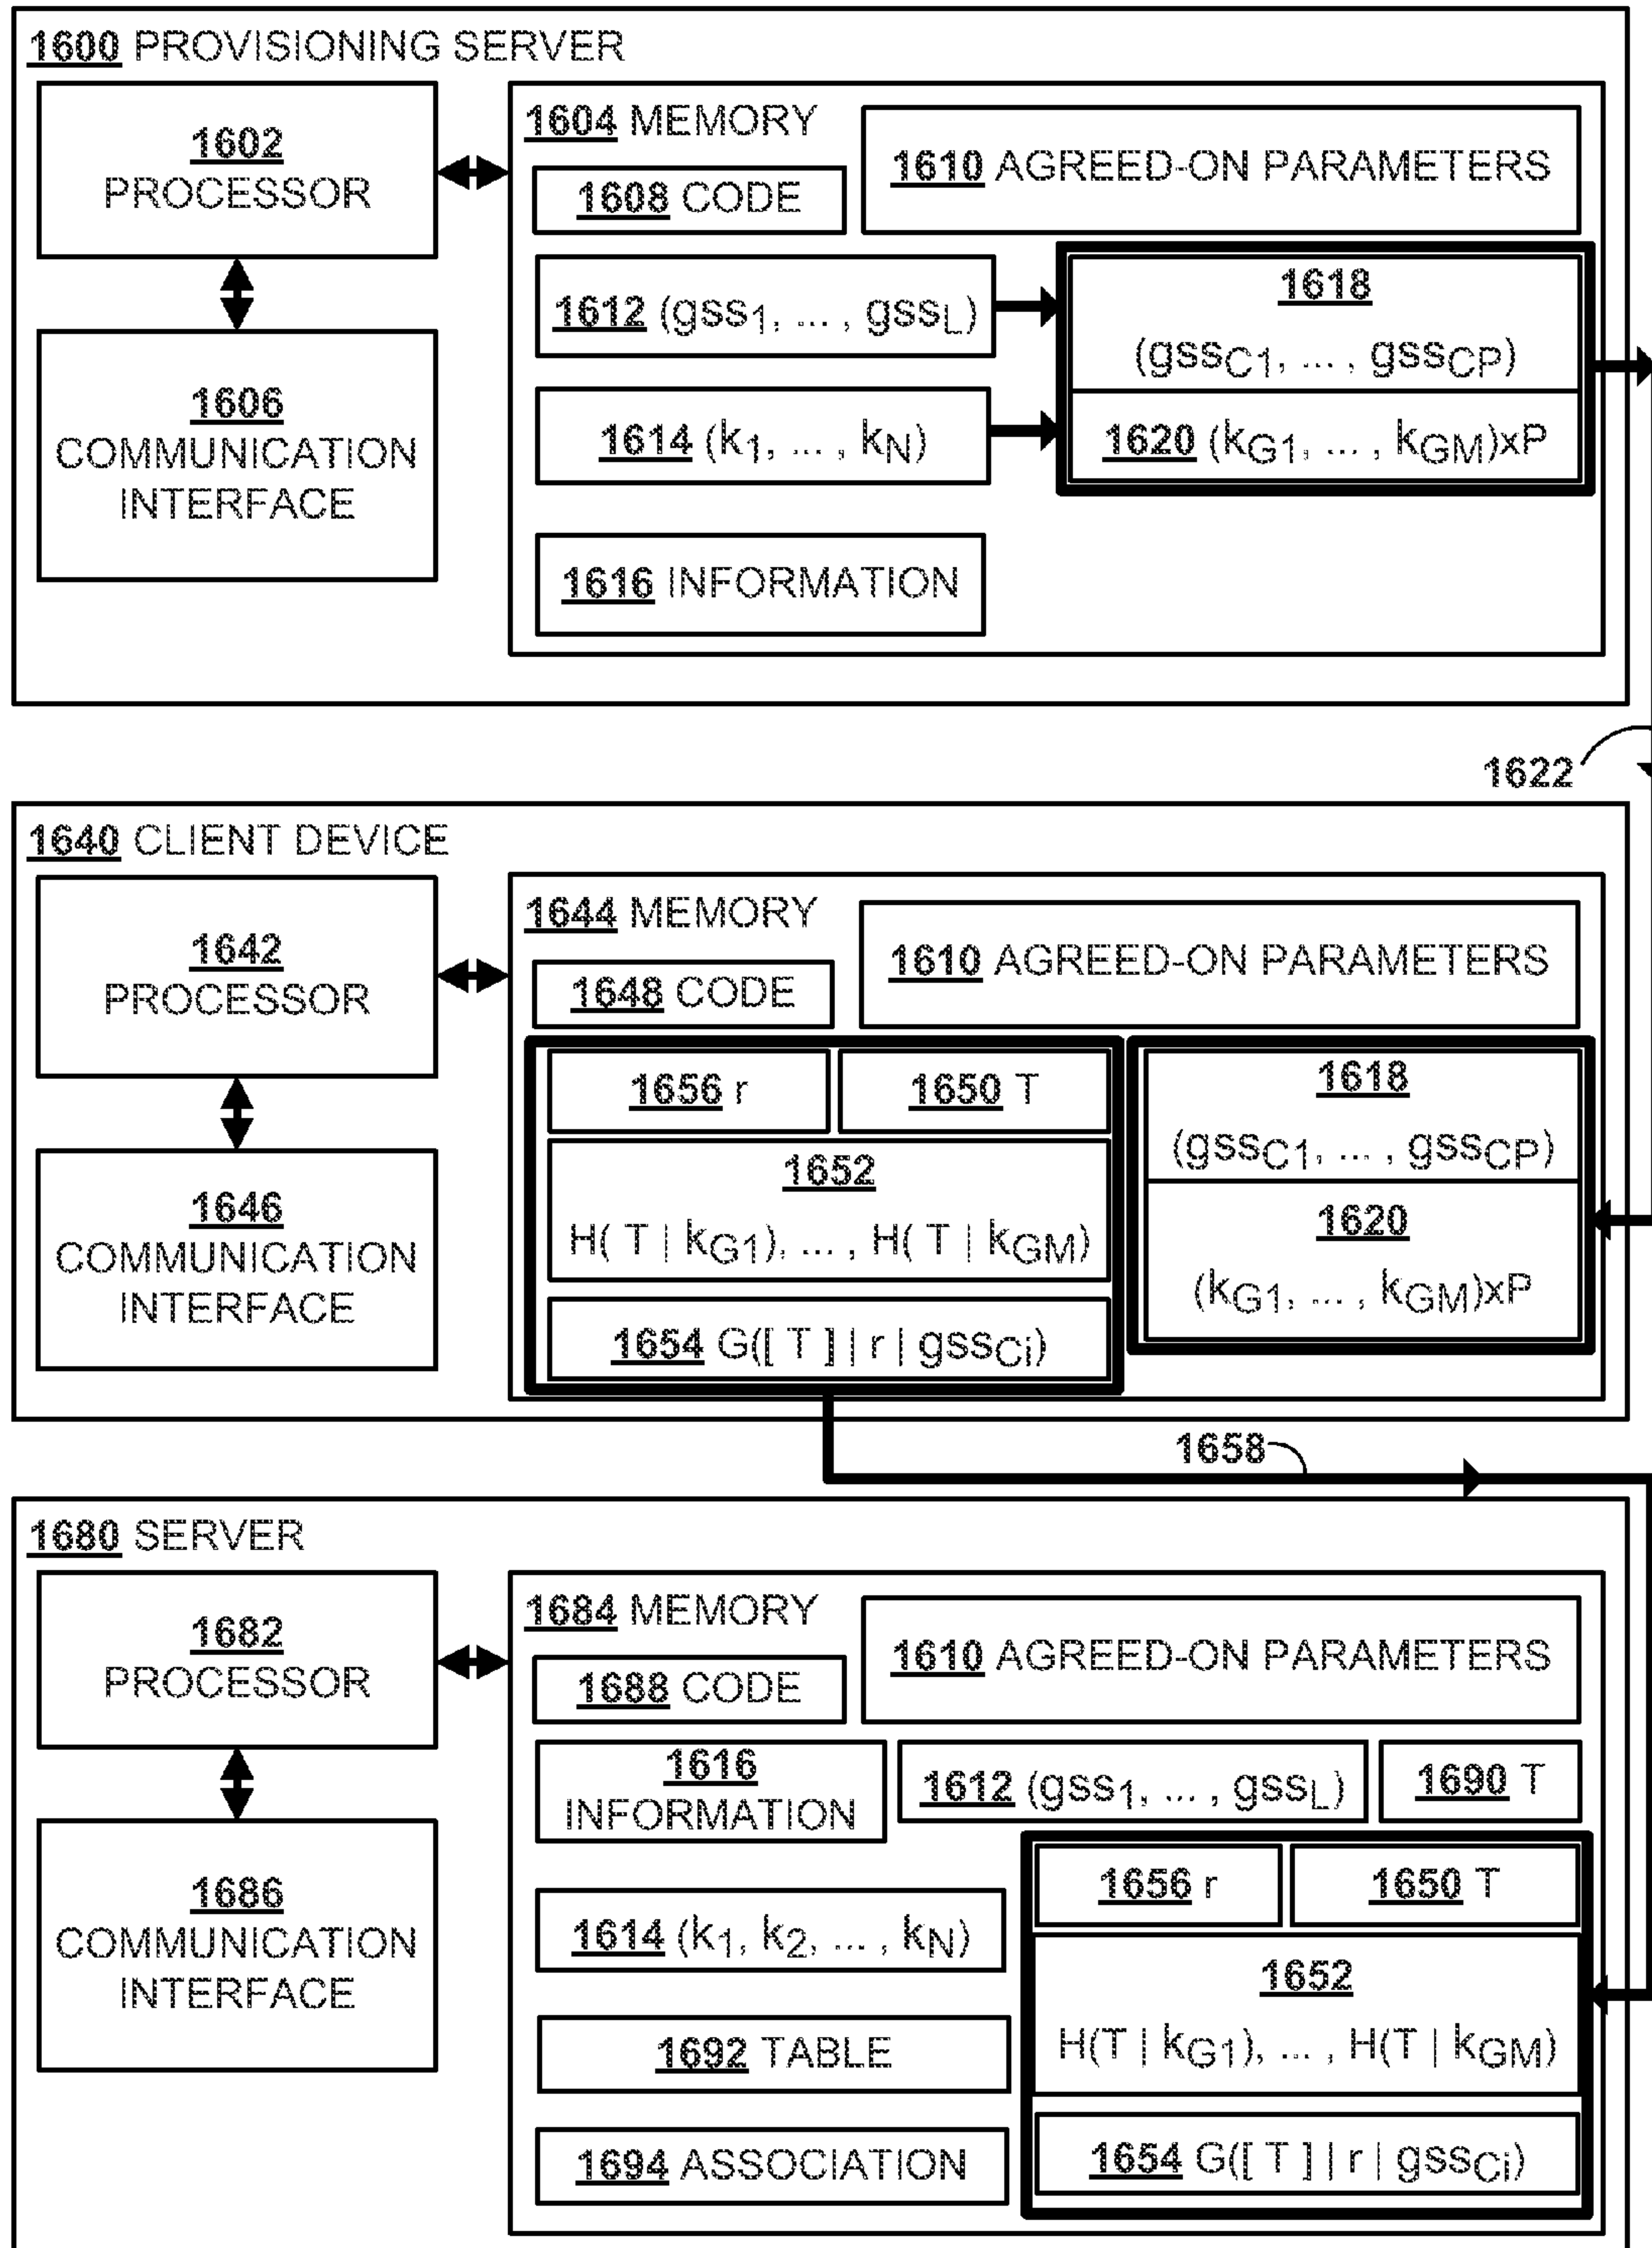 1600 PROVISIONING SERVER
1602
PROCESSOR
1606
COMMUNICATION
INTERFACE
1604 MEMORY
1608 CODE
1610 AGREED-ON PARAMETERS
1612 (gss1, ... , gssL)
1614 (k1, ... , kN)
1616 INFORMATION
1618
(gssC1, ... , gssCP)
1620 (kG1, ... , kGM)xP
1622
1640 CLIENT DEVICE
1642
PROCESSOR
1646
COMMUNICATION
INTERFACE
1644 MEMORY
1648 CODE
1610 AGREED-ON PARAMETERS
1656 r
1650 T
1652
H( T | kG1), ... , H( T | kGM)
1654 G([ T ] | r | gssCi)
1618
(gssC1, ... , gssCP)
1620
(kG1, ... , kGM)xP
1658
1680 SERVER
1682
PROCESSOR
1686
COMMUNICATION
INTERFACE
1684 MEMORY
1688 CODE
1610 AGREED-ON PARAMETERS
1616
INFORMATION
1612 (gss1, ... , gssL)
1690 T
1614 (k1, k2, ... , kN)
1692 TABLE
1694 ASSOCIATION
1656 r
1650 T
1652
H(T | kG1), ... , H(T | kGM)
1654 G([ T ] | r | gssCi)